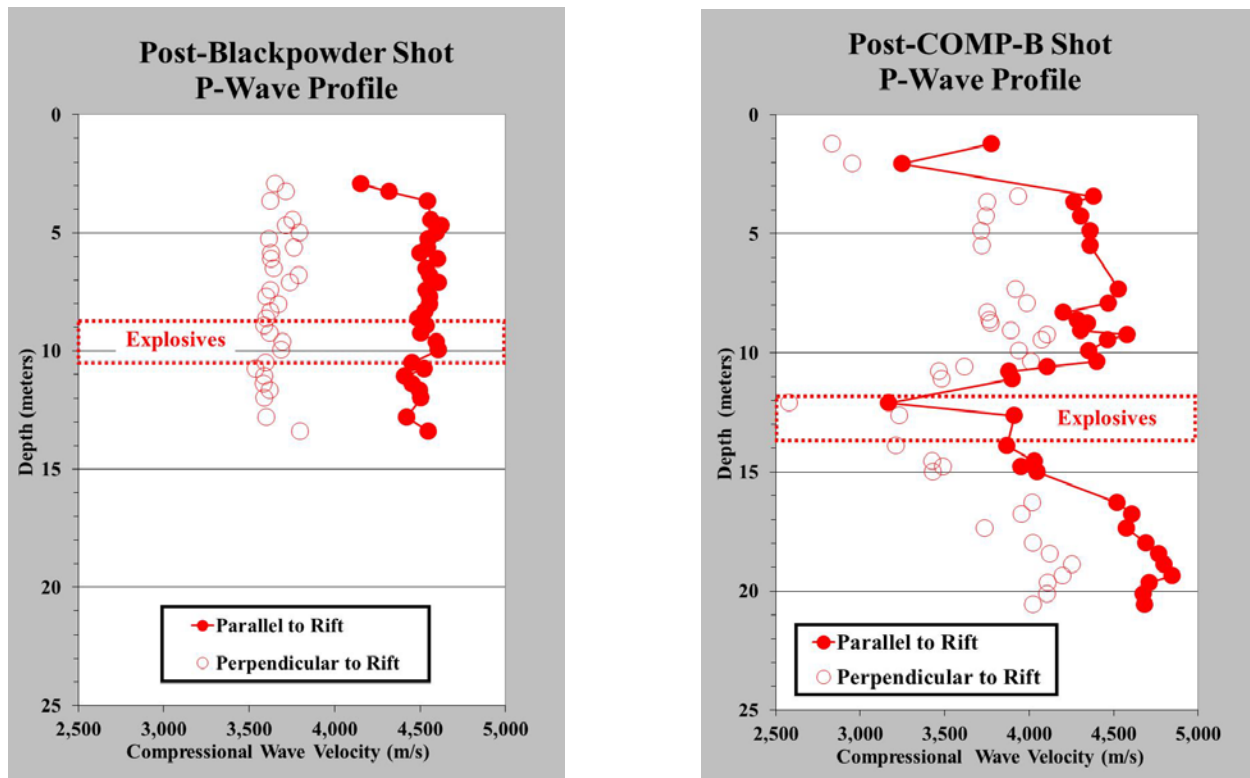 Post-Blackpowder Shot
P-Wave Profile
0
5
10
15
20
25
Depth (meters)
Explosives
Parallel to Rift
Perpendicular to Rift
2,500 3,000 3,500 4,000 4,500 5,000
Compressional Wave Velocity (m/s)
Post-COMP-B Shot
P-Wave Profile
0
5
10
15
20
25
Depth (meters)
Explosives
Parallel to Rift
Perpendicular to Rift
2,500 3,000 3,500 4,000 4,500 5,000
Compressional Wave Velocity (m/s)